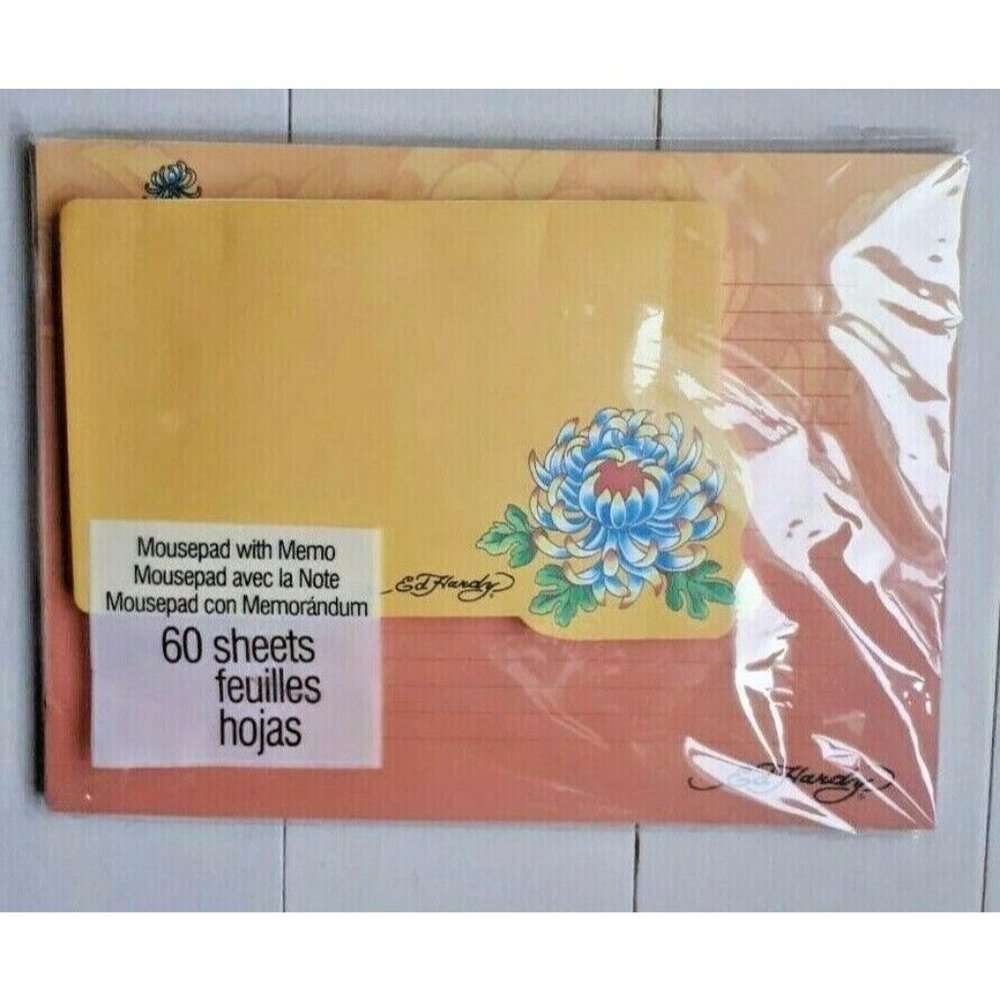 Mousepad with Memo
Mousepad avec la Note
Mousepad con Memorándum
60 sheets
feuilles
hojas
Ed Hardy
Ed Hardy